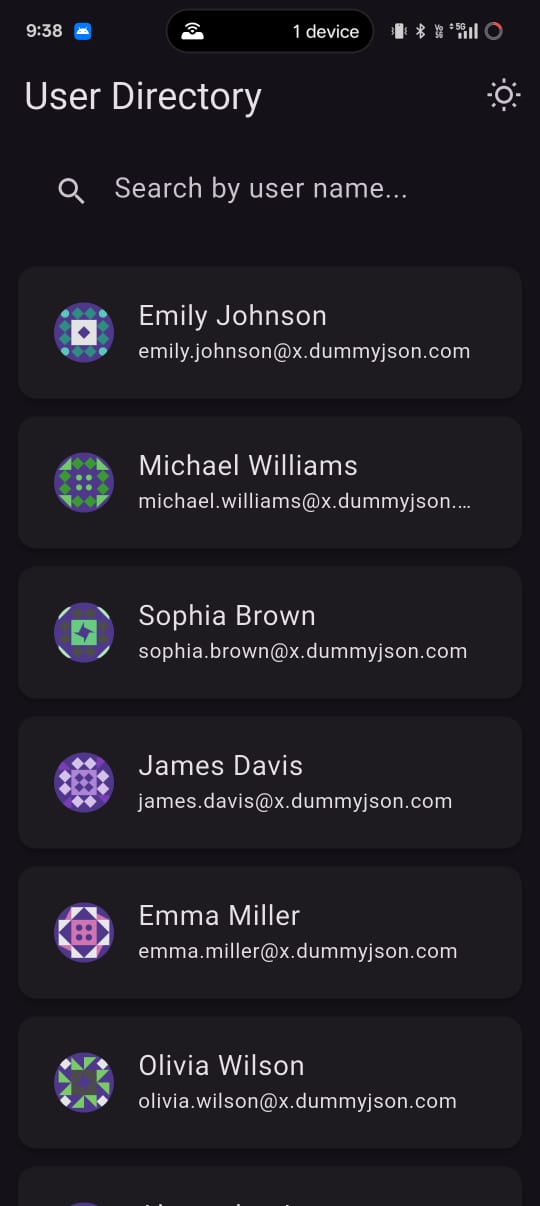 9:38
1 device
Vo
5G
5G
User Directory
Search by user name...
Emily Johnson
emily.johnson@x.dummyjson.com
Michael Williams
michael.williams@x.dummyjson....
Sophia Brown
sophia.brown@x.dummyjson.com
James Davis
james.davis@x.dummyjson.com
Emma Miller
emma.miller@x.dummyjson.com
Olivia Wilson
olivia.wilson@x.dummyjson.com